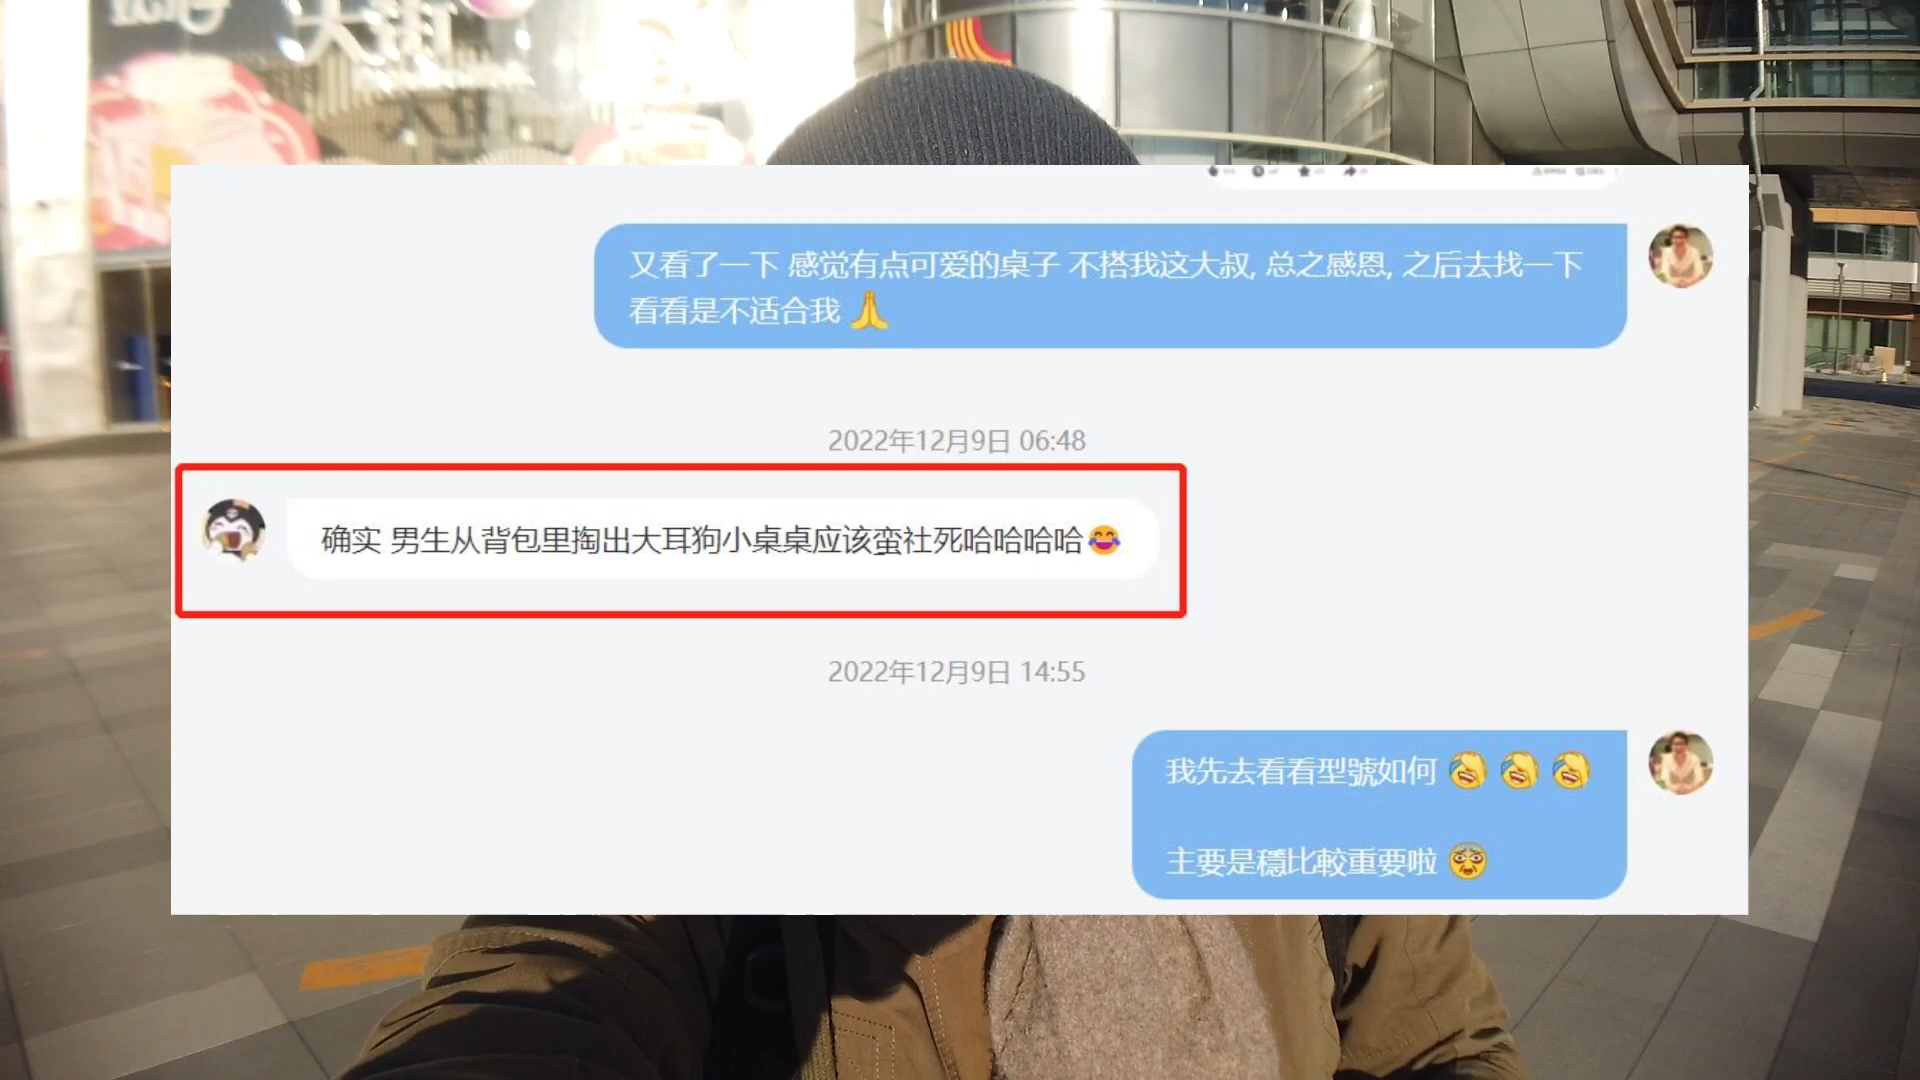 大街
又看了一下 感觉有点可爱的桌子 不搭我这大叔, 总之感恩, 之后去找一下
看看是不适合我 🙏
2022年12月9日 06:48
确实 男生从背包里掏出大耳狗小桌桌应该蛮社死哈哈哈哈😂
2022年12月9日 14:55
我先去看看型號如何 🤣 🤣 🤣
主要是穩比較重要啦